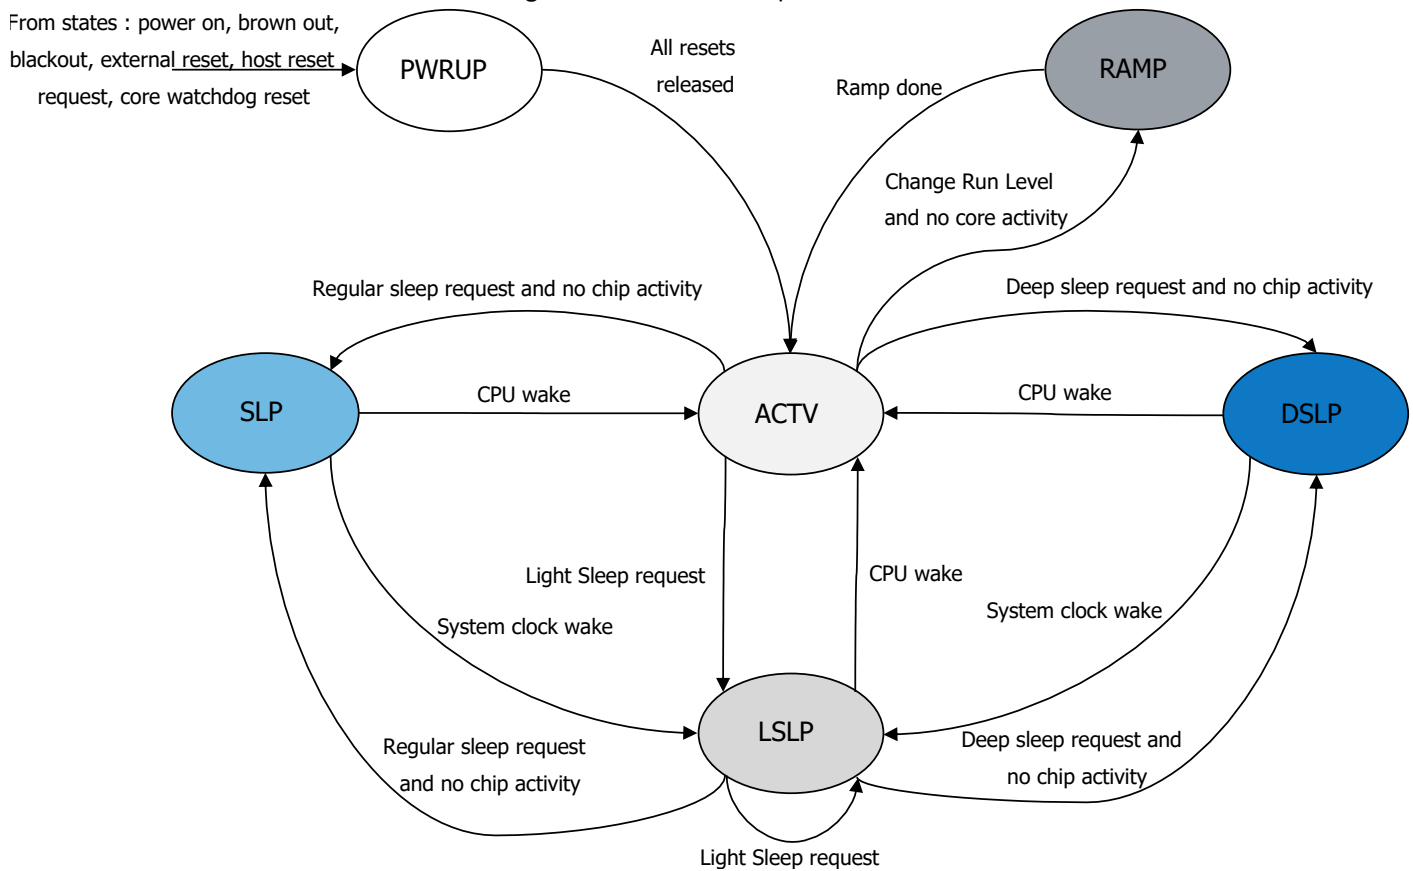 From states : power on, brown out,
blackout, external reset, host reset
request, core watchdog reset
PWRUP
All resets
released
Ramp done
RAMP
Change Run Level
and no core activity
Regular sleep request and no chip activity
Deep sleep request and no chip activity
SLP
CPU wake
ACTV
CPU wake
DSLP
Light Sleep request
CPU wake
System clock wake
System clock wake
LSLP
Regular sleep request
and no chip activity
Deep sleep request and
no chip activity
Light Sleep request